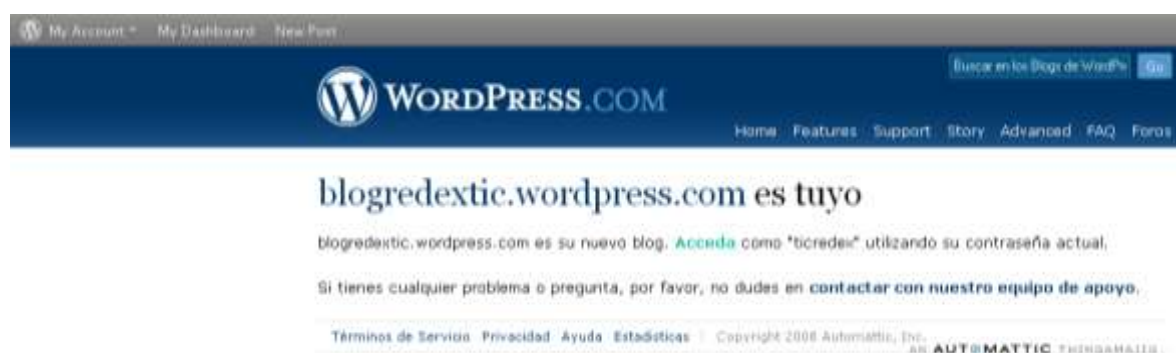 My Account My Dashboard New Post
Buscar en los Blogs de WordPr Go
WORDPRESS.COM
Home Features Support Story Advanced FAQ Foros
blogredextic.wordpress.com es tuyo
blogredextic.wordpress.com es su nuevo blog. Acceda como "ticredex" utilizando su contraseña actual.
Si tienes cualquier problema o pregunta, por favor, no dudes en contactar con nuestro equipo de apoyo.
Términos de Servicio Privacidad Ayuda Estadísticas Copyright 2008 Automattic, Inc.
AN AUTOMATTIC